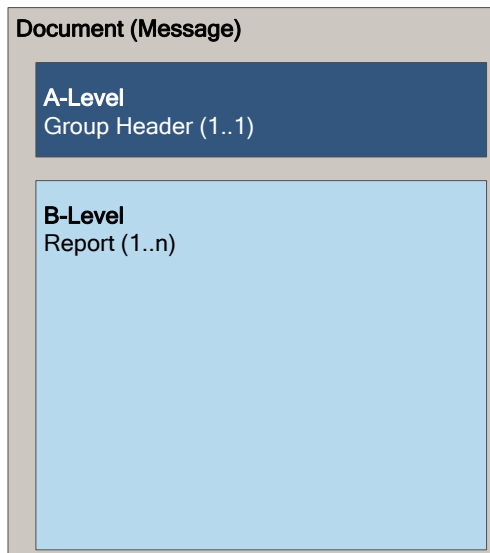 Document (Message)
A-Level
Group Header (1..1)
B-Level
Report (1..n)